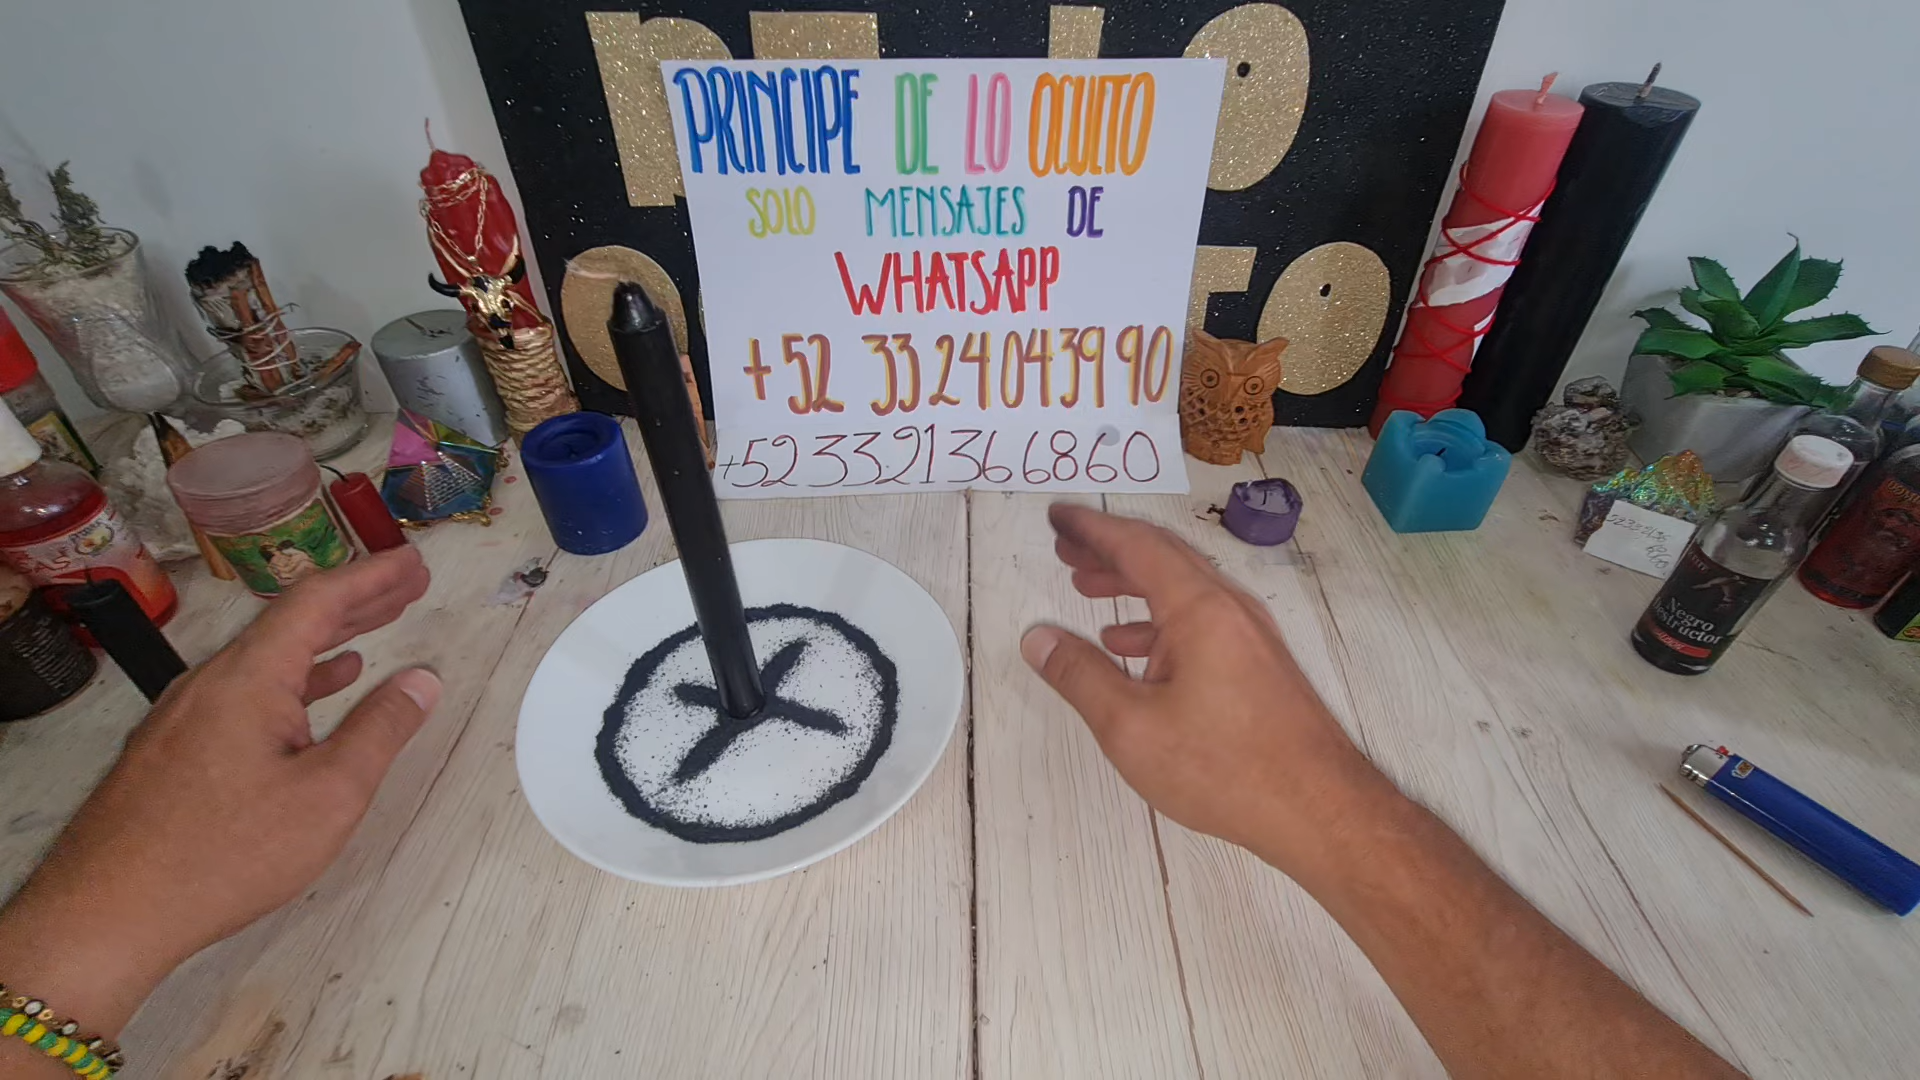 PRINCIPE DE LO OCULTO
SOLO MENSAJES DE
WHATSAPP
+52 33 24 04 39 90
+52 33 21 36 68 60
Negro
Destructor